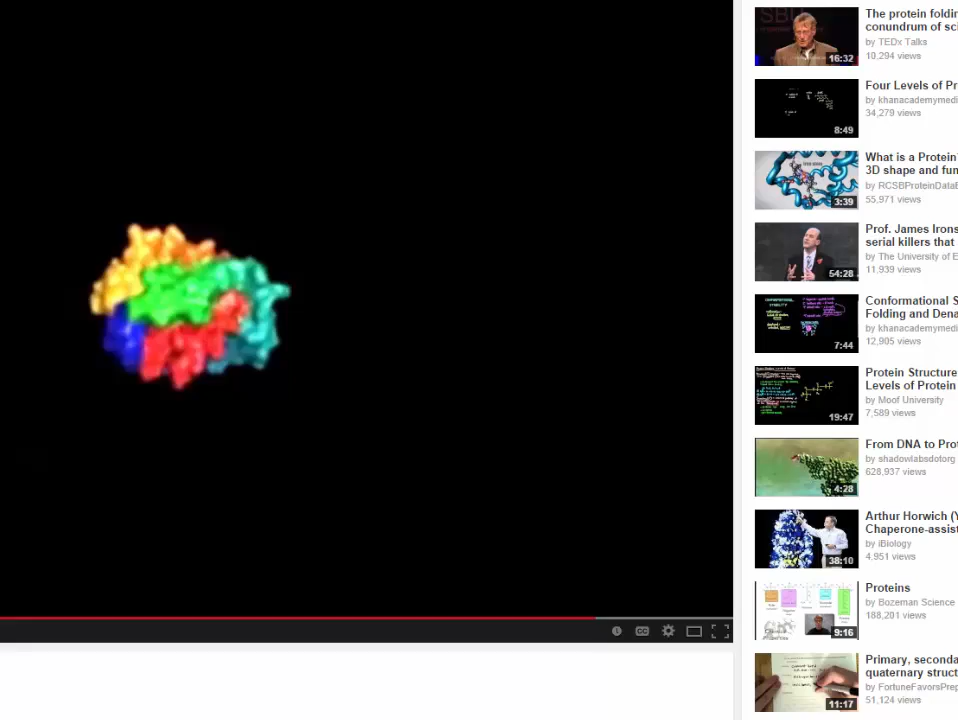 The protein foldin
conundrum of sci
by TEDx Talks
10,294 views
16:32
Four Levels of Pr
by khanacademymedi
34,279 views
8:49
What is a Protein?
3D shape and fun
by RCSBProteinDataB
55,971 views
3:39
Prof. James Irons
serial killers that
by The University of E
11,939 views
54:28
Conformational S
Folding and Dena
by khanacademymedi
12,905 views
7:44
Protein Structure
Levels of Protein
by Moof University
7,589 views
19:47
From DNA to Prot
by shadowlabsdotorg
628,937 views
4:28
Arthur Horwich (Y
Chaperone-assist
by iBiology
4,951 views
38:10
Proteins
by Bozeman Science
188,201 views
9:16
Primary, seconda
quaternary struct
by FortuneFavorsPrep
51,124 views
11:17